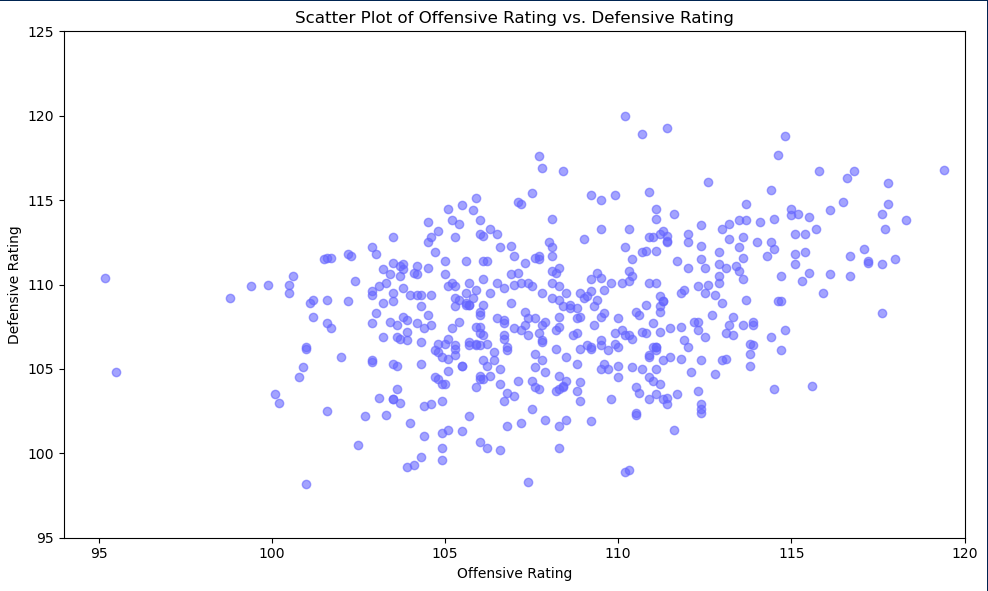 Scatter Plot of Offensive Rating vs. Defensive Rating
125
120
115
110
105
100
95
Defensive Rating
95 100 105 110 115 120
Offensive Rating